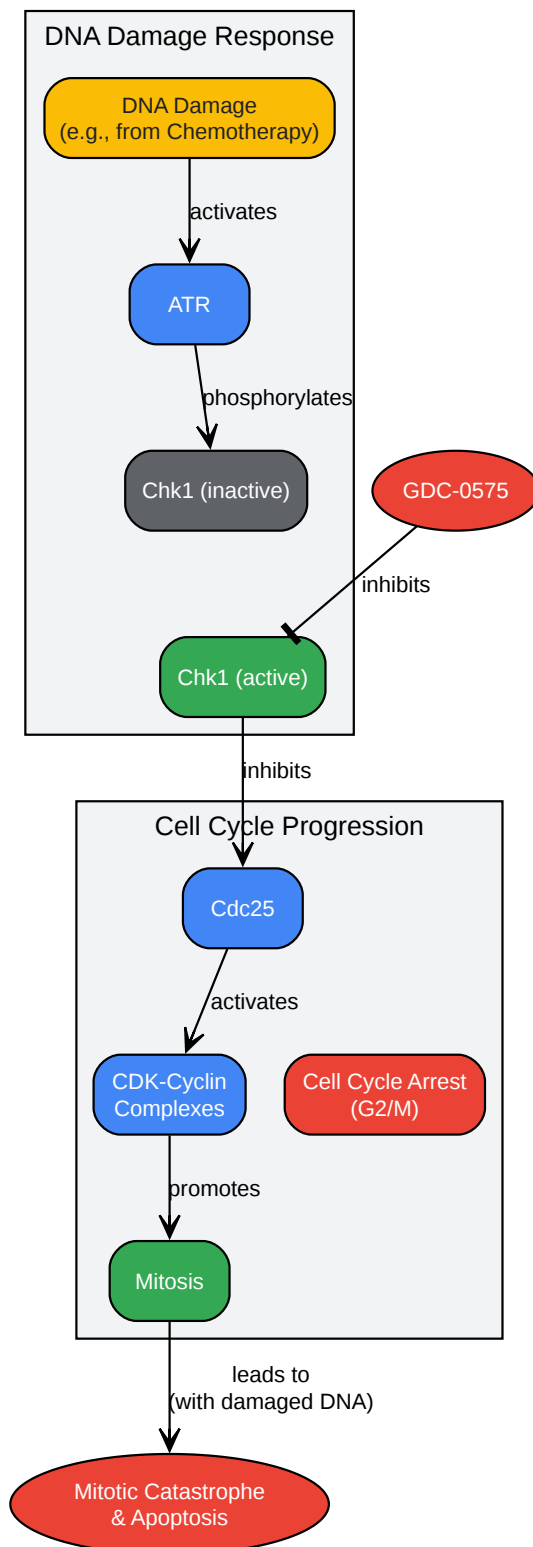 DNA Damage Response
DNA Damage
(e.g., from Chemotherapy)
activates
ATR
phosphorylates
Chk1 (inactive)
GDC-0575
inhibits
Chk1 (active)
inhibits
Cell Cycle Progression
Cdc25
activates
CDK-Cyclin
Complexes
Cell Cycle Arrest
(G2/M)
promotes
Mitosis
leads to
(with damaged DNA)
Mitotic Catastrophe
& Apoptosis